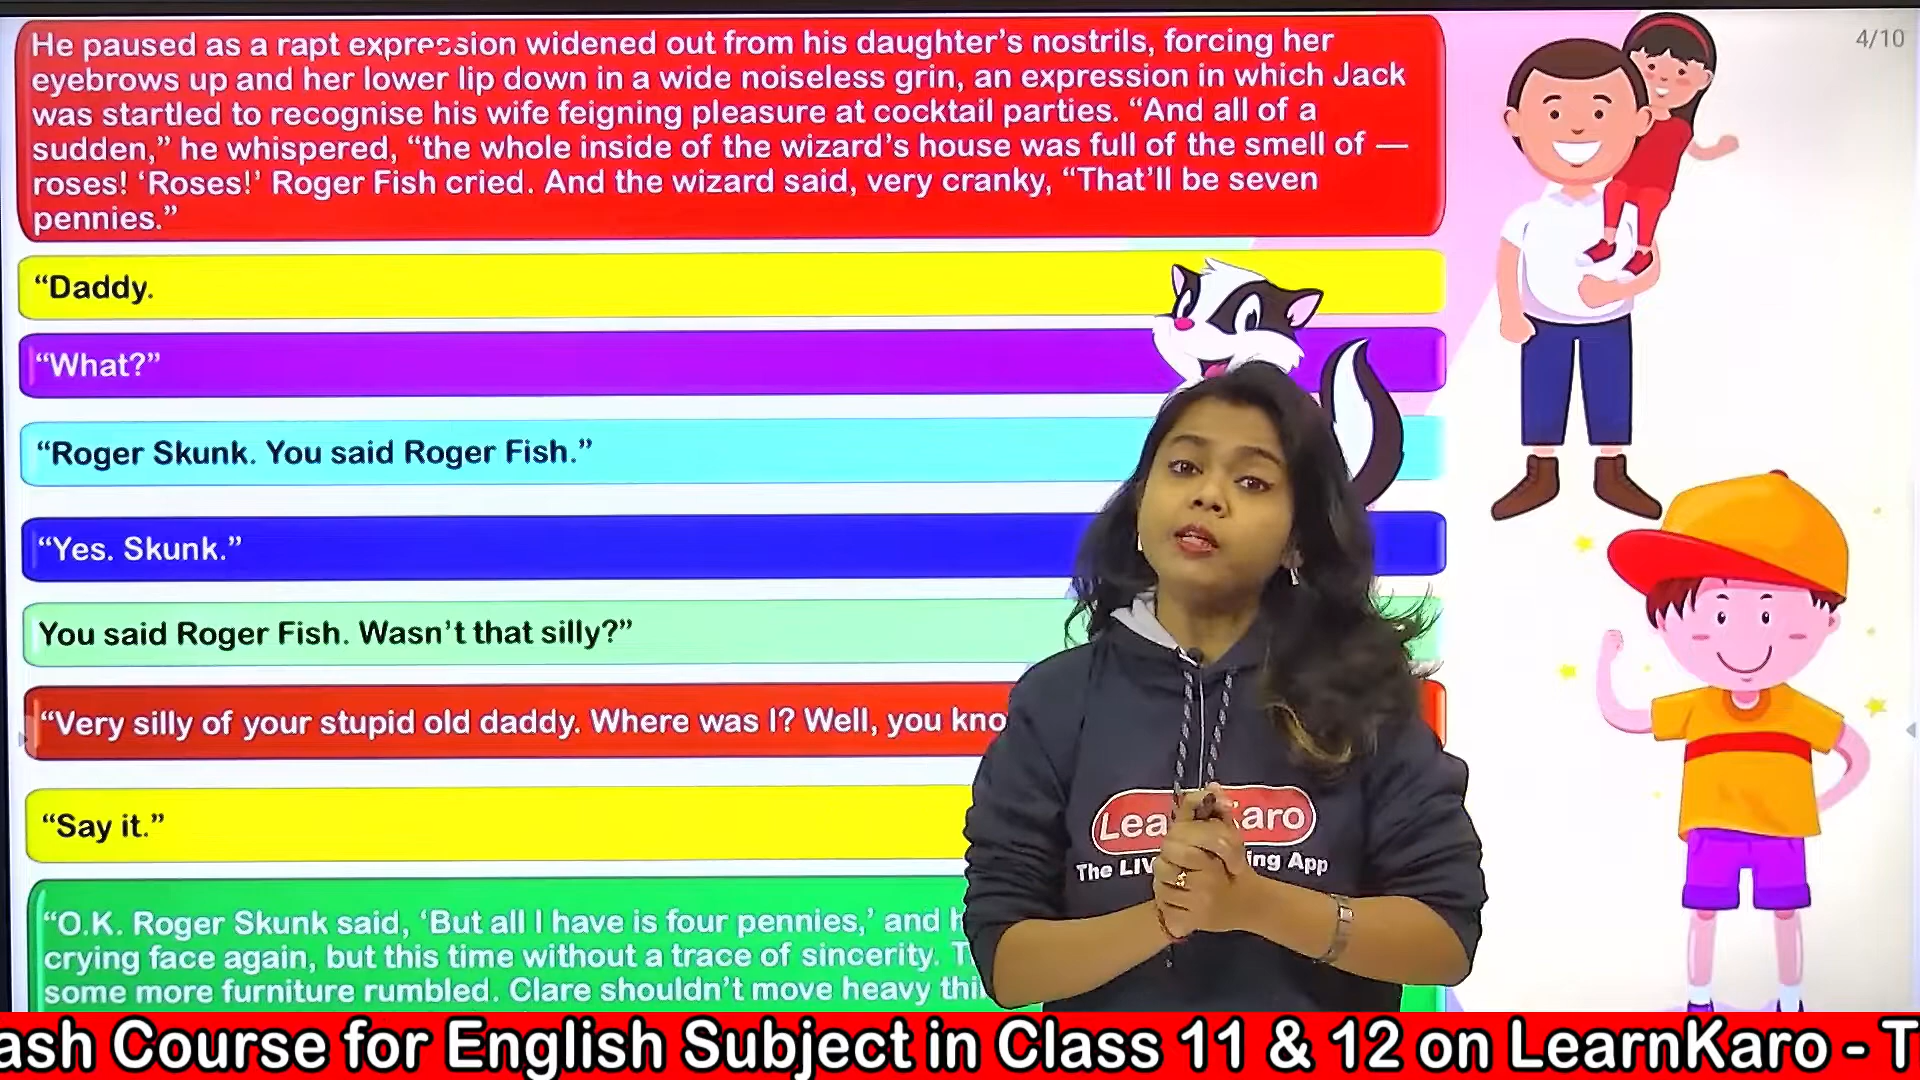 4/10
He paused as a rapt expression widened out from his daughter's nostrils, forcing her
eyebrows up and her lower lip down in a wide noiseless grin, an expression in which Jack
was startled to recognise his wife feigning pleasure at cocktail parties. “And all of a
sudden,” he whispered, “the whole inside of the wizard's house was full of the smell of —
roses! ‘Roses!’ Roger Fish cried. And the wizard said, very cranky, “That'll be seven
pennies.”
“Daddy.
“What?”
“Roger Skunk. You said Roger Fish.”
“Yes. Skunk.”
You said Roger Fish. Wasn't that silly?”
“Very silly of your stupid old daddy. Where was I? Well, you kno
“Say it.”
“O.K. Roger Skunk said, ‘But all I have is four pennies,’ and h
crying face again, but this time without a trace of sincerity. T
some more furniture rumbled. Clare shouldn't move heavy thi
Lea Karo
The LIV ing App
ash Course for English Subject in Class 11 & 12 on LearnKaro - T